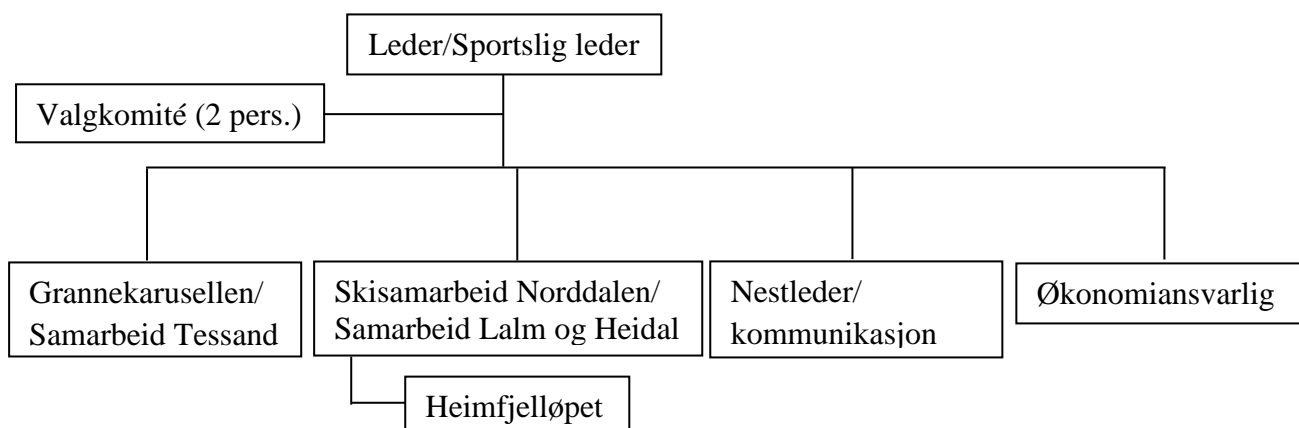 Leder/Sportslig leder
Valgkomité (2 pers.)
Grannekarusellen/
Samarbeid Tessand
Skisamarbeid Norddalen/
Samarbeid Lalm og Heidal
Nestleder/
kommunikasjon
Økonomiansvarlig
Heimfjelløpet